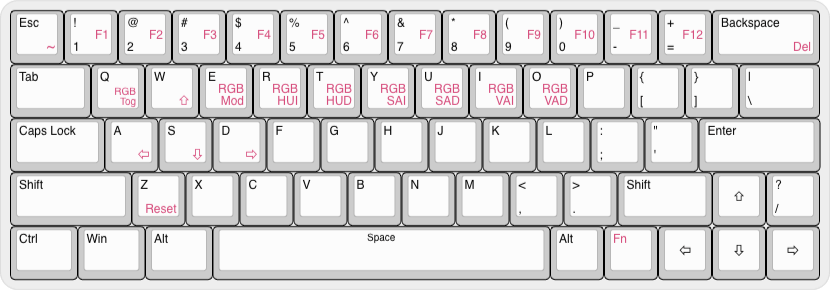 Esc ~
! 1 F1
@ 2 F2
# 3 F3
$ 4 F4
% 5 F5
^ 6 F6
& 7 F7
* 8 F8
( 9 F9
) 0 F10
_ - F11
+ = F12
Backspace Del
Tab
Q RGB Tog
W ⇧
E RGB Mod
R RGB HUI
T RGB HUD
Y RGB SAI
U RGB SAD
I RGB VAI
O RGB VAD
P
{ [
} ]
| \
Caps Lock
A ⇦
S ⇩
D ⇨
F
G
H
J
K
L
: ;
" '
Enter
Shift
Z Reset
X
C
V
B
N
M
< ,
> .
Shift
⇧
? /
Ctrl
Win
Alt
Space
Alt
Fn
⇦
⇩
⇨